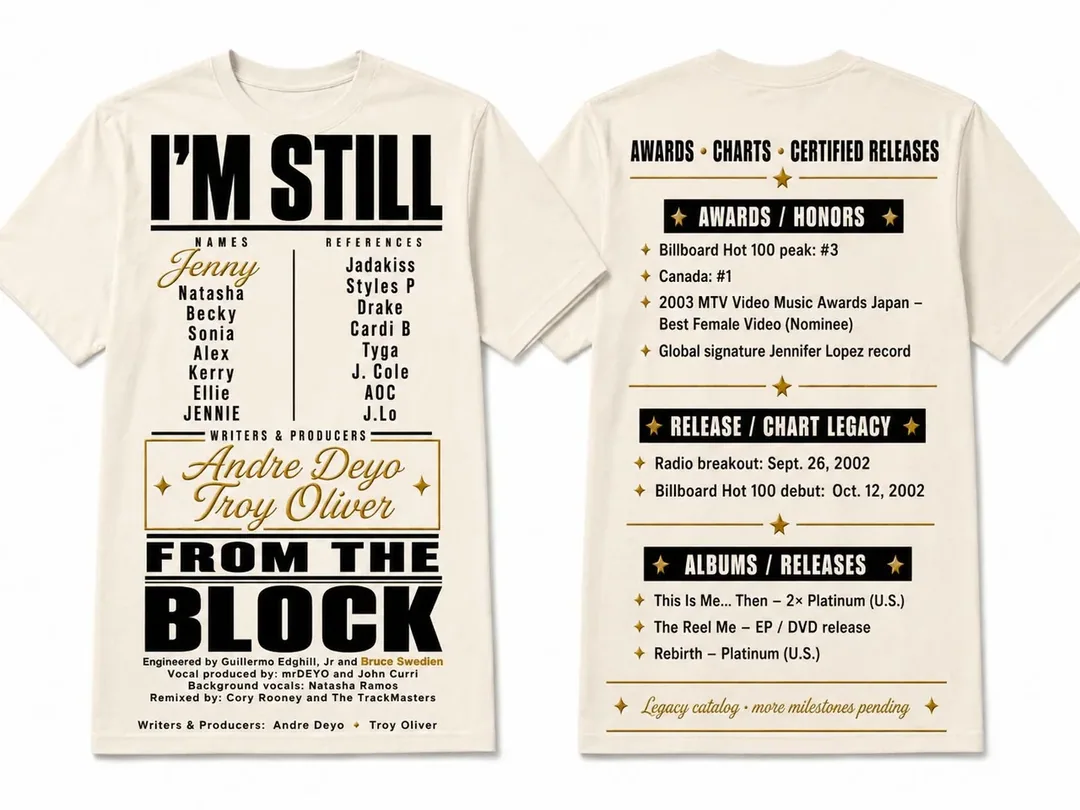 I'M STILL
NAMES
Jenny
Natasha
Becky
Sonia
Alex
Kerry
Ellie
JENNIE
REFERENCES
Jadakiss
Styles P
Drake
Cardi B
Tyga
J. Cole
AOC
J.Lo
WRITERS & PRODUCERS
Andre Deyo
Troy Oliver
FROM THE
BLOCK
Engineered by Guillermo Edghill, Jr and Bruce Swedien
Vocal produced by: mrDEYO and John Curri
Background vocals: Natasha Ramos
Remixed by: Cory Rooney and The TrackMasters
Writers & Producers: Andre Deyo ✦ Troy Oliver
AWARDS • CHARTS • CERTIFIED RELEASES
AWARDS / HONORS
Billboard Hot 100 peak: #3
Canada: #1
2003 MTV Video Music Awards Japan –
Best Female Video (Nominee)
Global signature Jennifer Lopez record
RELEASE / CHART LEGACY
Radio breakout: Sept. 26, 2002
Billboard Hot 100 debut: Oct. 12, 2002
ALBUMS / RELEASES
This Is Me... Then – 2× Platinum (U.S.)
The Reel Me – EP / DVD release
Rebirth – Platinum (U.S.)
Legacy catalog • more milestones pending